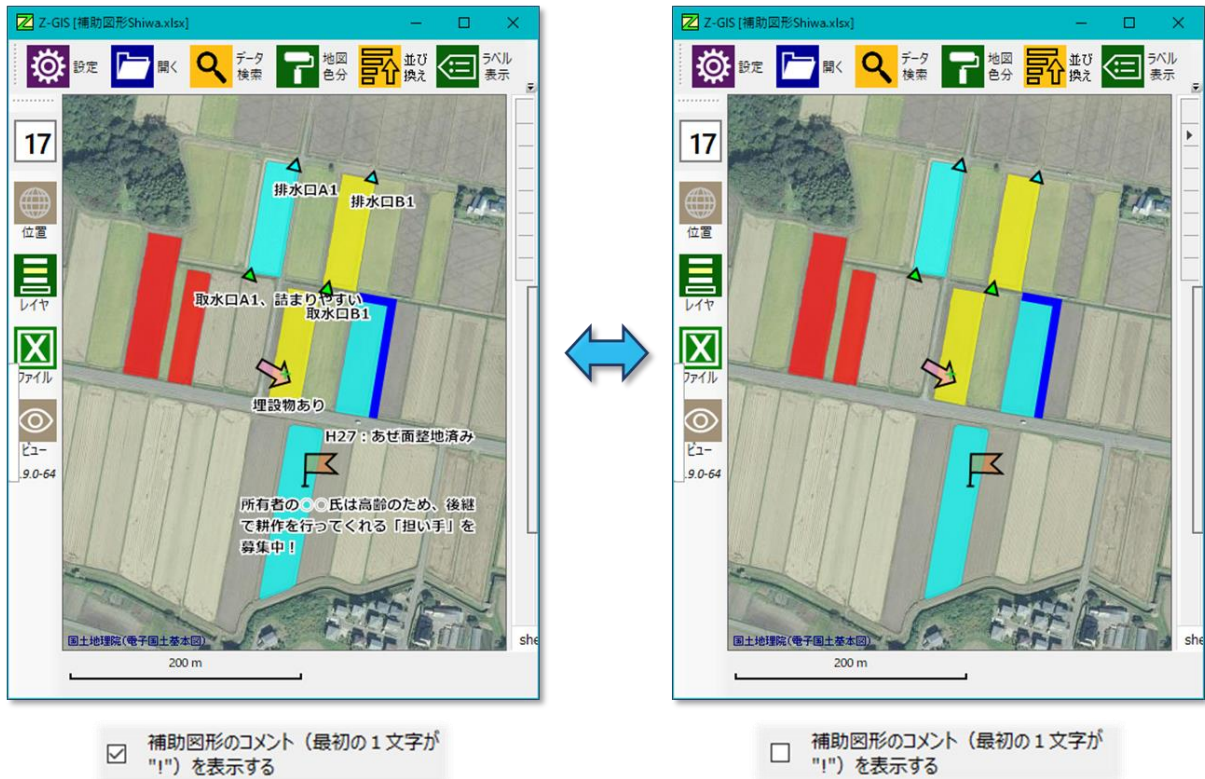 Z-GIS [補助図形Shiwa.xlsx]
設定
開く
データ
検索
地図
色分
並び
換え
ラベル
表示
17
位置
レイヤ
ファイル
ビュー
.9.0-64
排水口A1
排水口B1
取水口A1、詰まりやすい
取水口B1
埋設物あり
H27：あぜ面整地済み
所有者の○○氏は高齢のため、後継
で耕作を行ってくれる「担い手」を
募集中！
国土地理院(電子国土基本図)
she
200 m
補助図形のコメント（最初の１文字が
"!"）を表示する
Z-GIS [補助図形Shiwa.xlsx]
設定
開く
データ
検索
地図
色分
並び
換え
ラベル
表示
17
位置
レイヤ
ファイル
ビュー
.9.0-64
国土地理院(電子国土基本図)
she
200 m
補助図形のコメント（最初の１文字が
"!"）を表示する